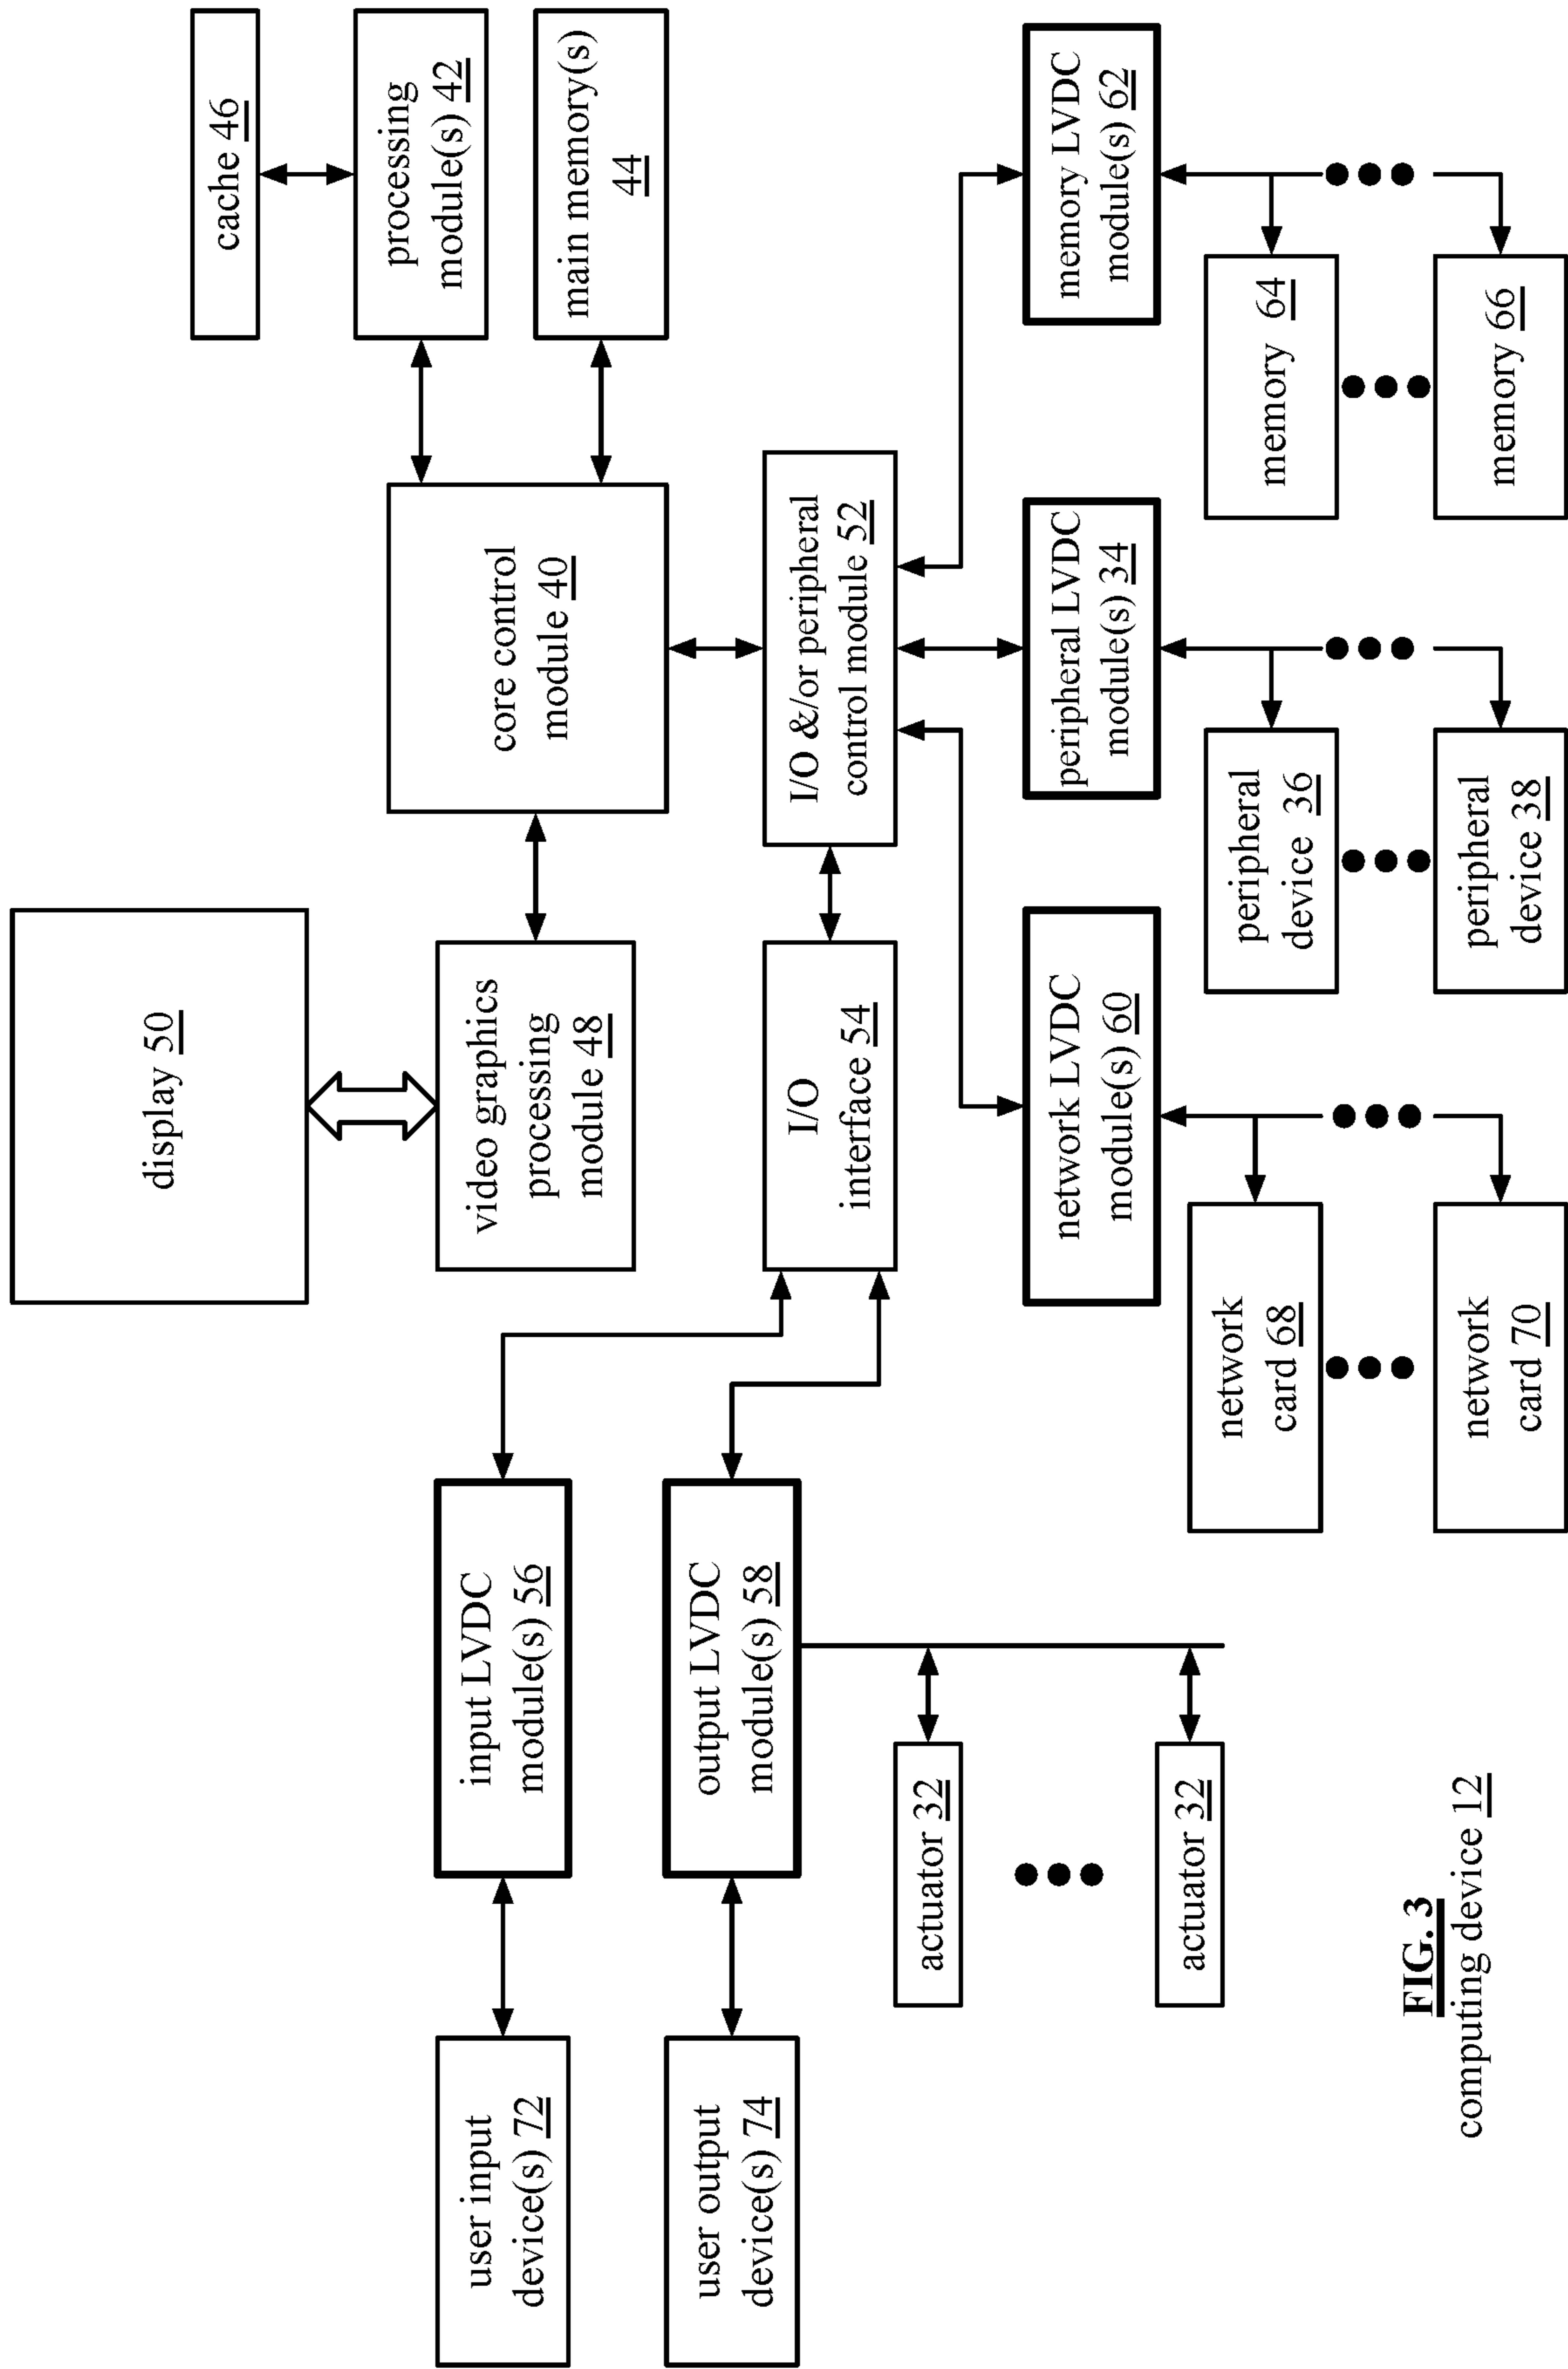 display 50
cache 46
processing
module(s) 42
main memory(s)
44
core control
module 40
video graphics
processing
module 48
I/O &/or peripheral
control module 52
I/O
interface 54
input LVDC
module(s) 56
output LVDC
module(s) 58
user input
device(s) 72
user output
device(s) 74
actuator 32
actuator 32
network LVDC
module(s) 60
peripheral LVDC
module(s) 34
memory LVDC
module(s) 62
network
card 68
network
card 70
peripheral
device 36
peripheral
device 38
memory 64
memory 66
FIG. 3
computing device 12